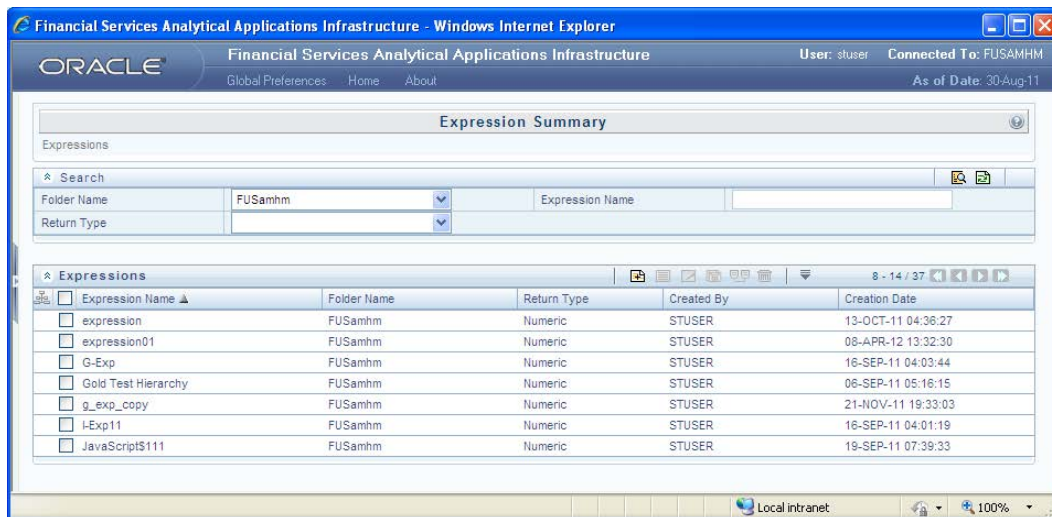 Financial Services Analytical Applications Infrastructure - Windows Internet Explorer
ORACLE
Financial Services Analytical Applications Infrastructure
User: stuser Connected To: FUSAMHM
Global Preferences Home About
As of Date: 30-Aug-11
Expression Summary
Expressions
Search
Folder Name FUSamhm Expression Name
Return Type
Expressions 8 - 14 / 37
Expression Name Folder Name Return Type Created By Creation Date
expression FUSamhm Numeric STUSER 13-OCT-11 04:36:27
expression01 FUSamhm Numeric STUSER 08-APR-12 13:32:30
G-Exp FUSamhm Numeric STUSER 16-SEP-11 04:03:44
Gold Test Hierarchy FUSamhm Numeric STUSER 06-SEP-11 05:16:15
g_exp_copy FUSamhm Numeric STUSER 21-NOV-11 19:33:03
I-Exp11 FUSamhm Numeric STUSER 16-SEP-11 04:01:19
JavaScript$111 FUSamhm Numeric STUSER 19-SEP-11 07:39:33
Local intranet 100%